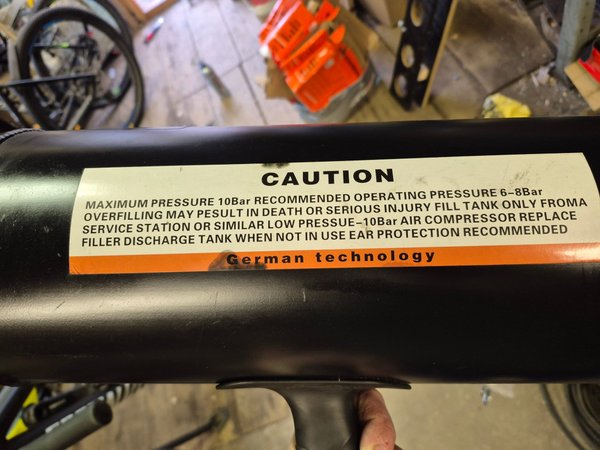 CAUTION
MAXIMUM PRESSURE 10Bar RECOMMENDED OPERATING PRESSURE 6-8Bar
OVERFILLING MAY PESULT IN DEATH OR SERIOUS INJURY FILL TANK ONLY FROMA
SERVICE STATION OR SIMILAR LOW PRESSUE-10Bar AIR COMPRESSOR REPLACE
FILLER DISCHARGE TANK WHEN NOT IN USE EAR PROTECTION RECOMMENDED
German technology